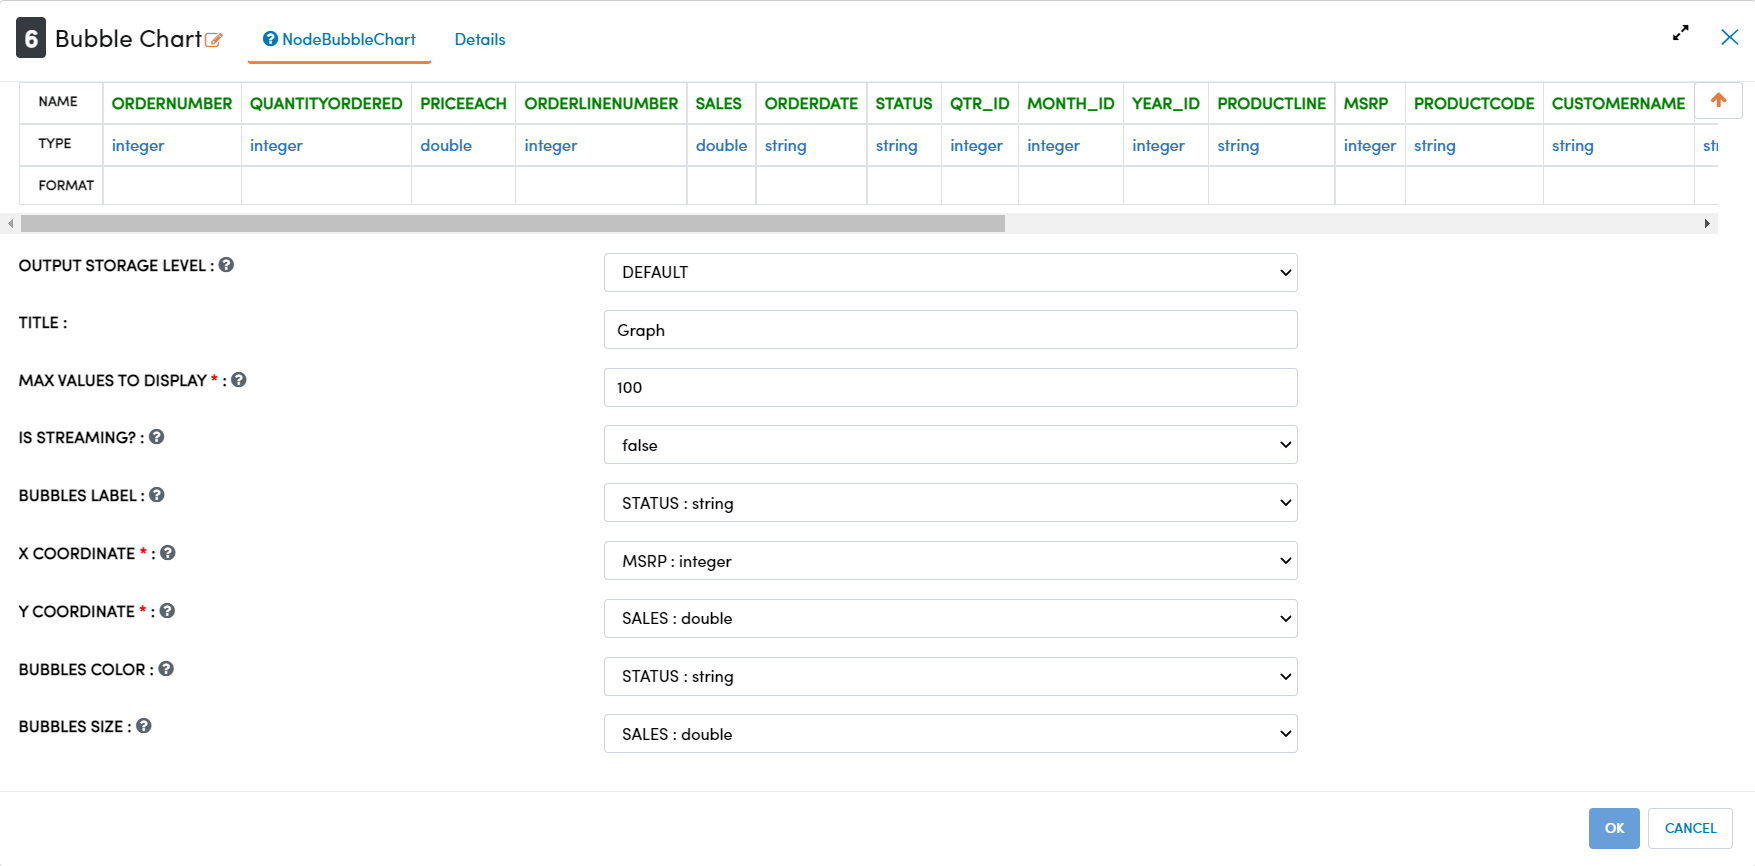 6 Bubble Chart NodeBubbleChart Details
NAME ORDERNUMBER QUANTITYORDERED PRICEEACH ORDERLINENUMBER SALES ORDERDATE STATUS QTR_ID MONTH_ID YEAR_ID PRODUCTLINE MSRP PRODUCTCODE CUSTOMERNAME
TYPE integer integer double integer double string string integer integer integer string integer string string
FORMAT
OUTPUT STORAGE LEVEL : DEFAULT
TITLE : Graph
MAX VALUES TO DISPLAY * : 100
IS STREAMING? : false
BUBBLES LABEL : STATUS : string
X COORDINATE * : MSRP : integer
Y COORDINATE * : SALES : double
BUBBLES COLOR : STATUS : string
BUBBLES SIZE : SALES : double
OK CANCEL